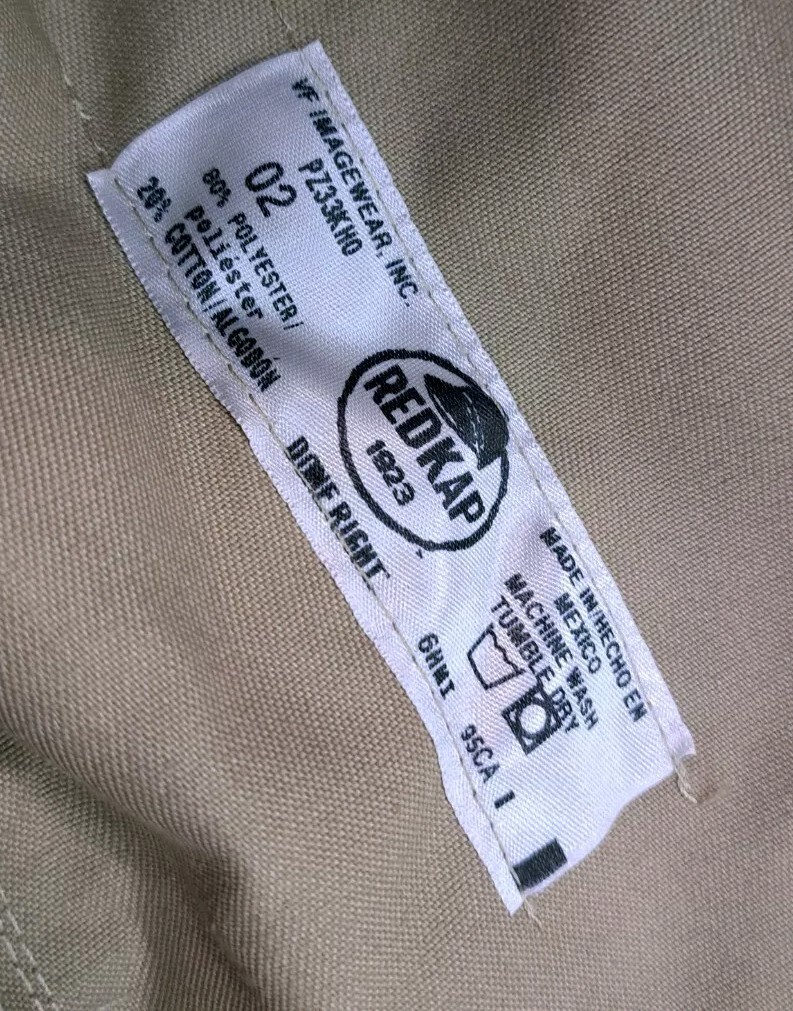 VF IMAGEWEAR, INC.
PZ33KH0
02
80% POLYESTER/
poliéster
20% COTTON/ALGODÓN
REDKAP
1923
DONE RIGHT
MADE IN/HECHO EN
MEXICO
MACHINE WASH
TUMBLE DRY
6HMI
95CA I